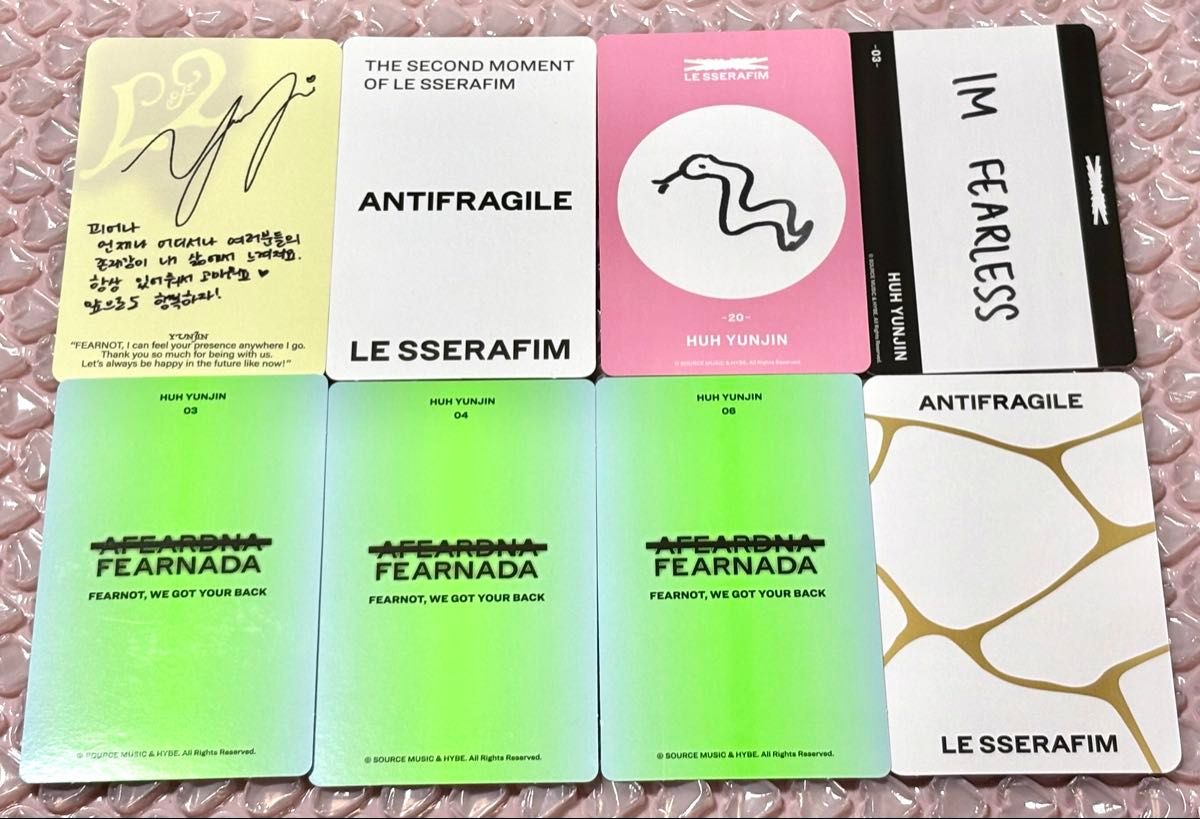 Yunjin
피어나
언제나 어디서나 여러분들의
존재감이 내 삶에서 느껴져요.
항상 있어줘서 고마워요 ♥
앞으로도 행복하자!
YUNJIN
"FEARNOT, I can feel your presence anywhere I go.
Thank you so much for being with us.
Let's always be happy in the future like now!"
THE SECOND MOMENT
OF LE SSERAFIM
ANTIFRAGILE
LE SSERAFIM
LE SSERAFIM
-20-
HUH YUNJIN
© SOURCE MUSIC & HYBE. All Rights Reserved.
-03-
IM FEARLESS
HUH YUNJIN
© SOURCE MUSIC & HYBE. All Rights Reserved.
HUH YUNJIN
03
AFEARDNA
FEARNADA
FEARNOT, WE GOT YOUR BACK
© SOURCE MUSIC & HYBE. All Rights Reserved.
HUH YUNJIN
04
AFEARDNA
FEARNADA
FEARNOT, WE GOT YOUR BACK
© SOURCE MUSIC & HYBE. All Rights Reserved.
HUH YUNJIN
06
AFEARDNA
FEARNADA
FEARNOT, WE GOT YOUR BACK
© SOURCE MUSIC & HYBE. All Rights Reserved.
ANTIFRAGILE
LE SSERAFIM